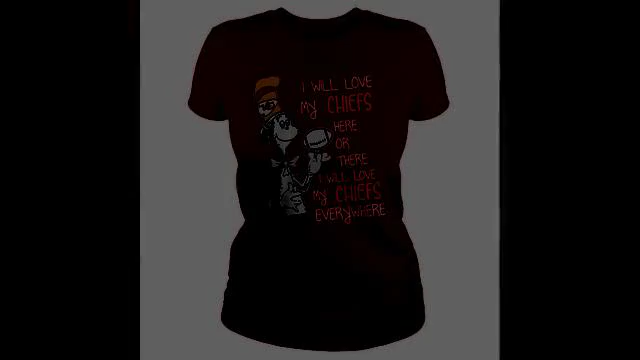 I WILL LOVE
My CHIEFS
HERE
OR
THERE
I WILL LOVE
My CHIEFS
EVERyWHERE